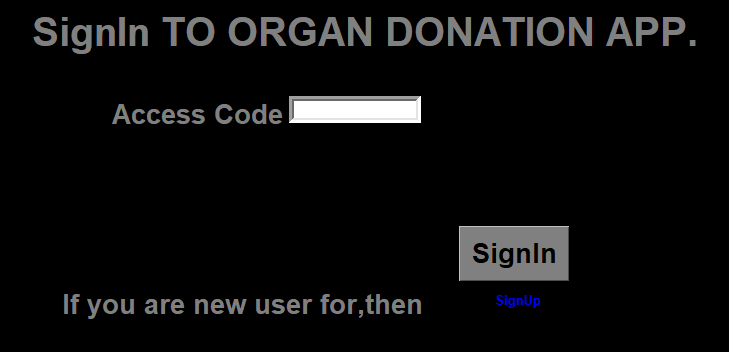 SignIn TO ORGAN DONATION APP.
Access Code
SignIn
If you are new user for,then SignUp